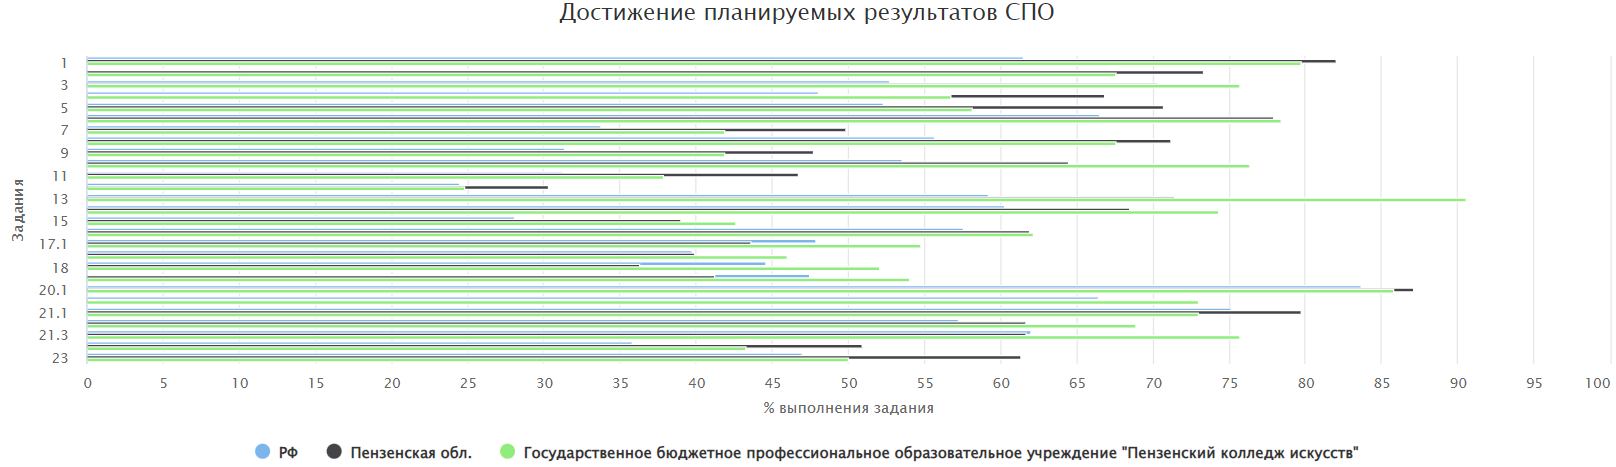 Достижение планируемых результатов СПО
Задания
1
3
5
7
9
11
13
15
17.1
18
20.1
21.1
21.3
23
0 5 10 15 20 25 30 35 40 45 50 55 60 65 70 75 80 85 90 95 100
% выполнения задания
РФ Пензенская обл. Государственное бюджетное профессиональное образовательное учреждение "Пензенский колледж искусств"